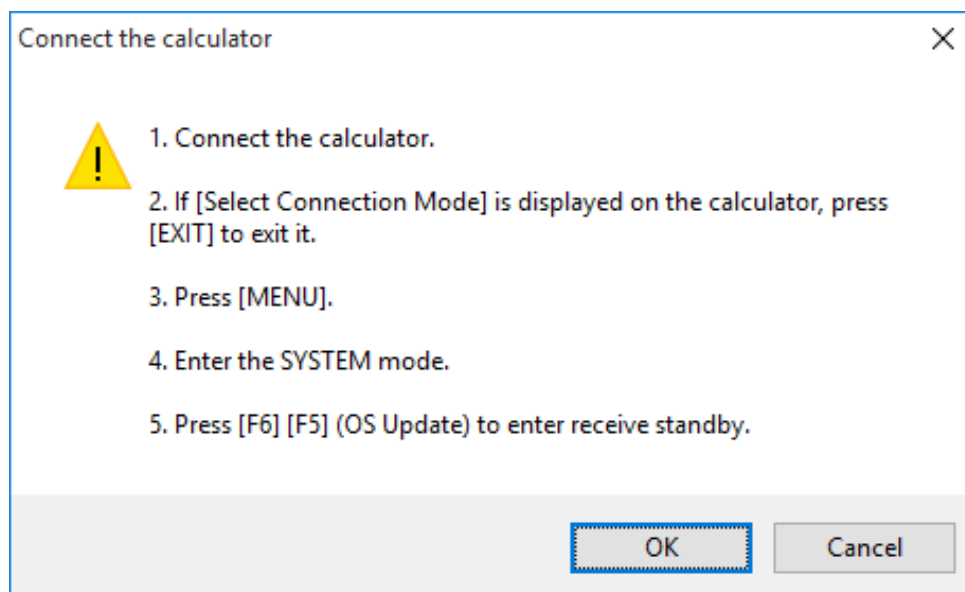 Connect the calculator
1. Connect the calculator.
2. If [Select Connection Mode] is displayed on the calculator, press
[EXIT] to exit it.
3. Press [MENU].
4. Enter the SYSTEM mode.
5. Press [F6] [F5] (OS Update) to enter receive standby.
OK
Cancel